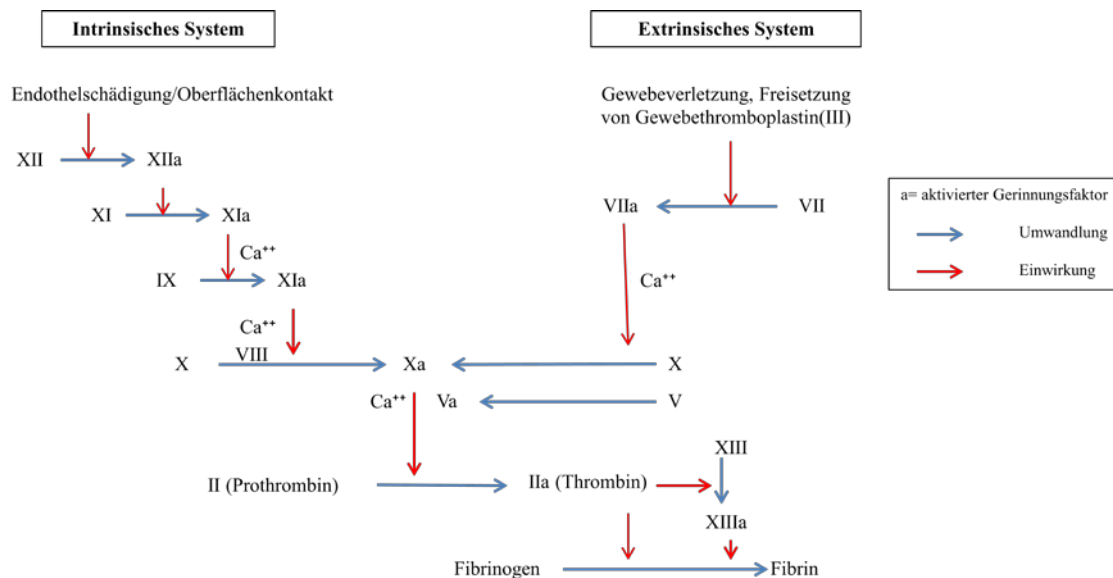 Intrinsisches System
Extrinsisches System
Endothelschädigung/Oberflächenkontakt
Gewebeverletzung, Freisetzung
von Gewebethromboplastin(III)
XII
XIIa
a= aktivierter Gerinnungsfaktor
Umwandlung
Einwirkung
XI
XIa
VIIa
VII
Ca⁺⁺
IX
XIa
Ca⁺⁺
Ca⁺⁺
VIII
X
Xa
X
Ca⁺⁺
Va
V
XIII
II (Prothrombin)
IIa (Thrombin)
XIIIa
Fibrinogen
Fibrin